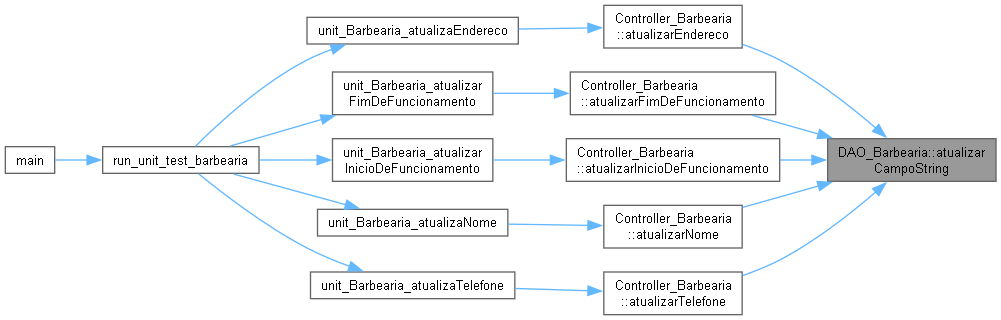 main
run_unit_test_barbearia
unit_Barbearia_atualizaEndereco
unit_Barbearia_atualizar
FimDeFuncionamento
unit_Barbearia_atualizar
InicioDeFuncionamento
unit_Barbearia_atualizaNome
unit_Barbearia_atualizaTelefone
Controller_Barbearia
::atualizarEndereco
Controller_Barbearia
::atualizarFimDeFuncionamento
Controller_Barbearia
::atualizarInicioDeFuncionamento
Controller_Barbearia
::atualizarNome
Controller_Barbearia
::atualizarTelefone
DAO_Barbearia::atualizar
CampoString